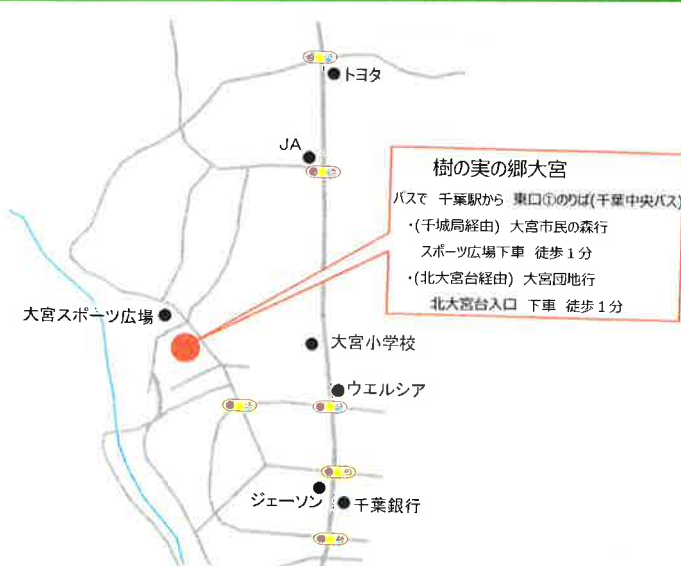 トヨタ
JA
樹の実の郷大宮
バスで 千葉駅から 東口①のりば(千葉中央バス)
・(千城局経由) 大宮市民の森行
スポーツ広場下車 徒歩1分
・(北大宮台経由) 大宮団地行
北大宮台入口 下車 徒歩1分
大宮スポーツ広場
大宮小学校
ウエルシア
ジェーソン
千葉銀行